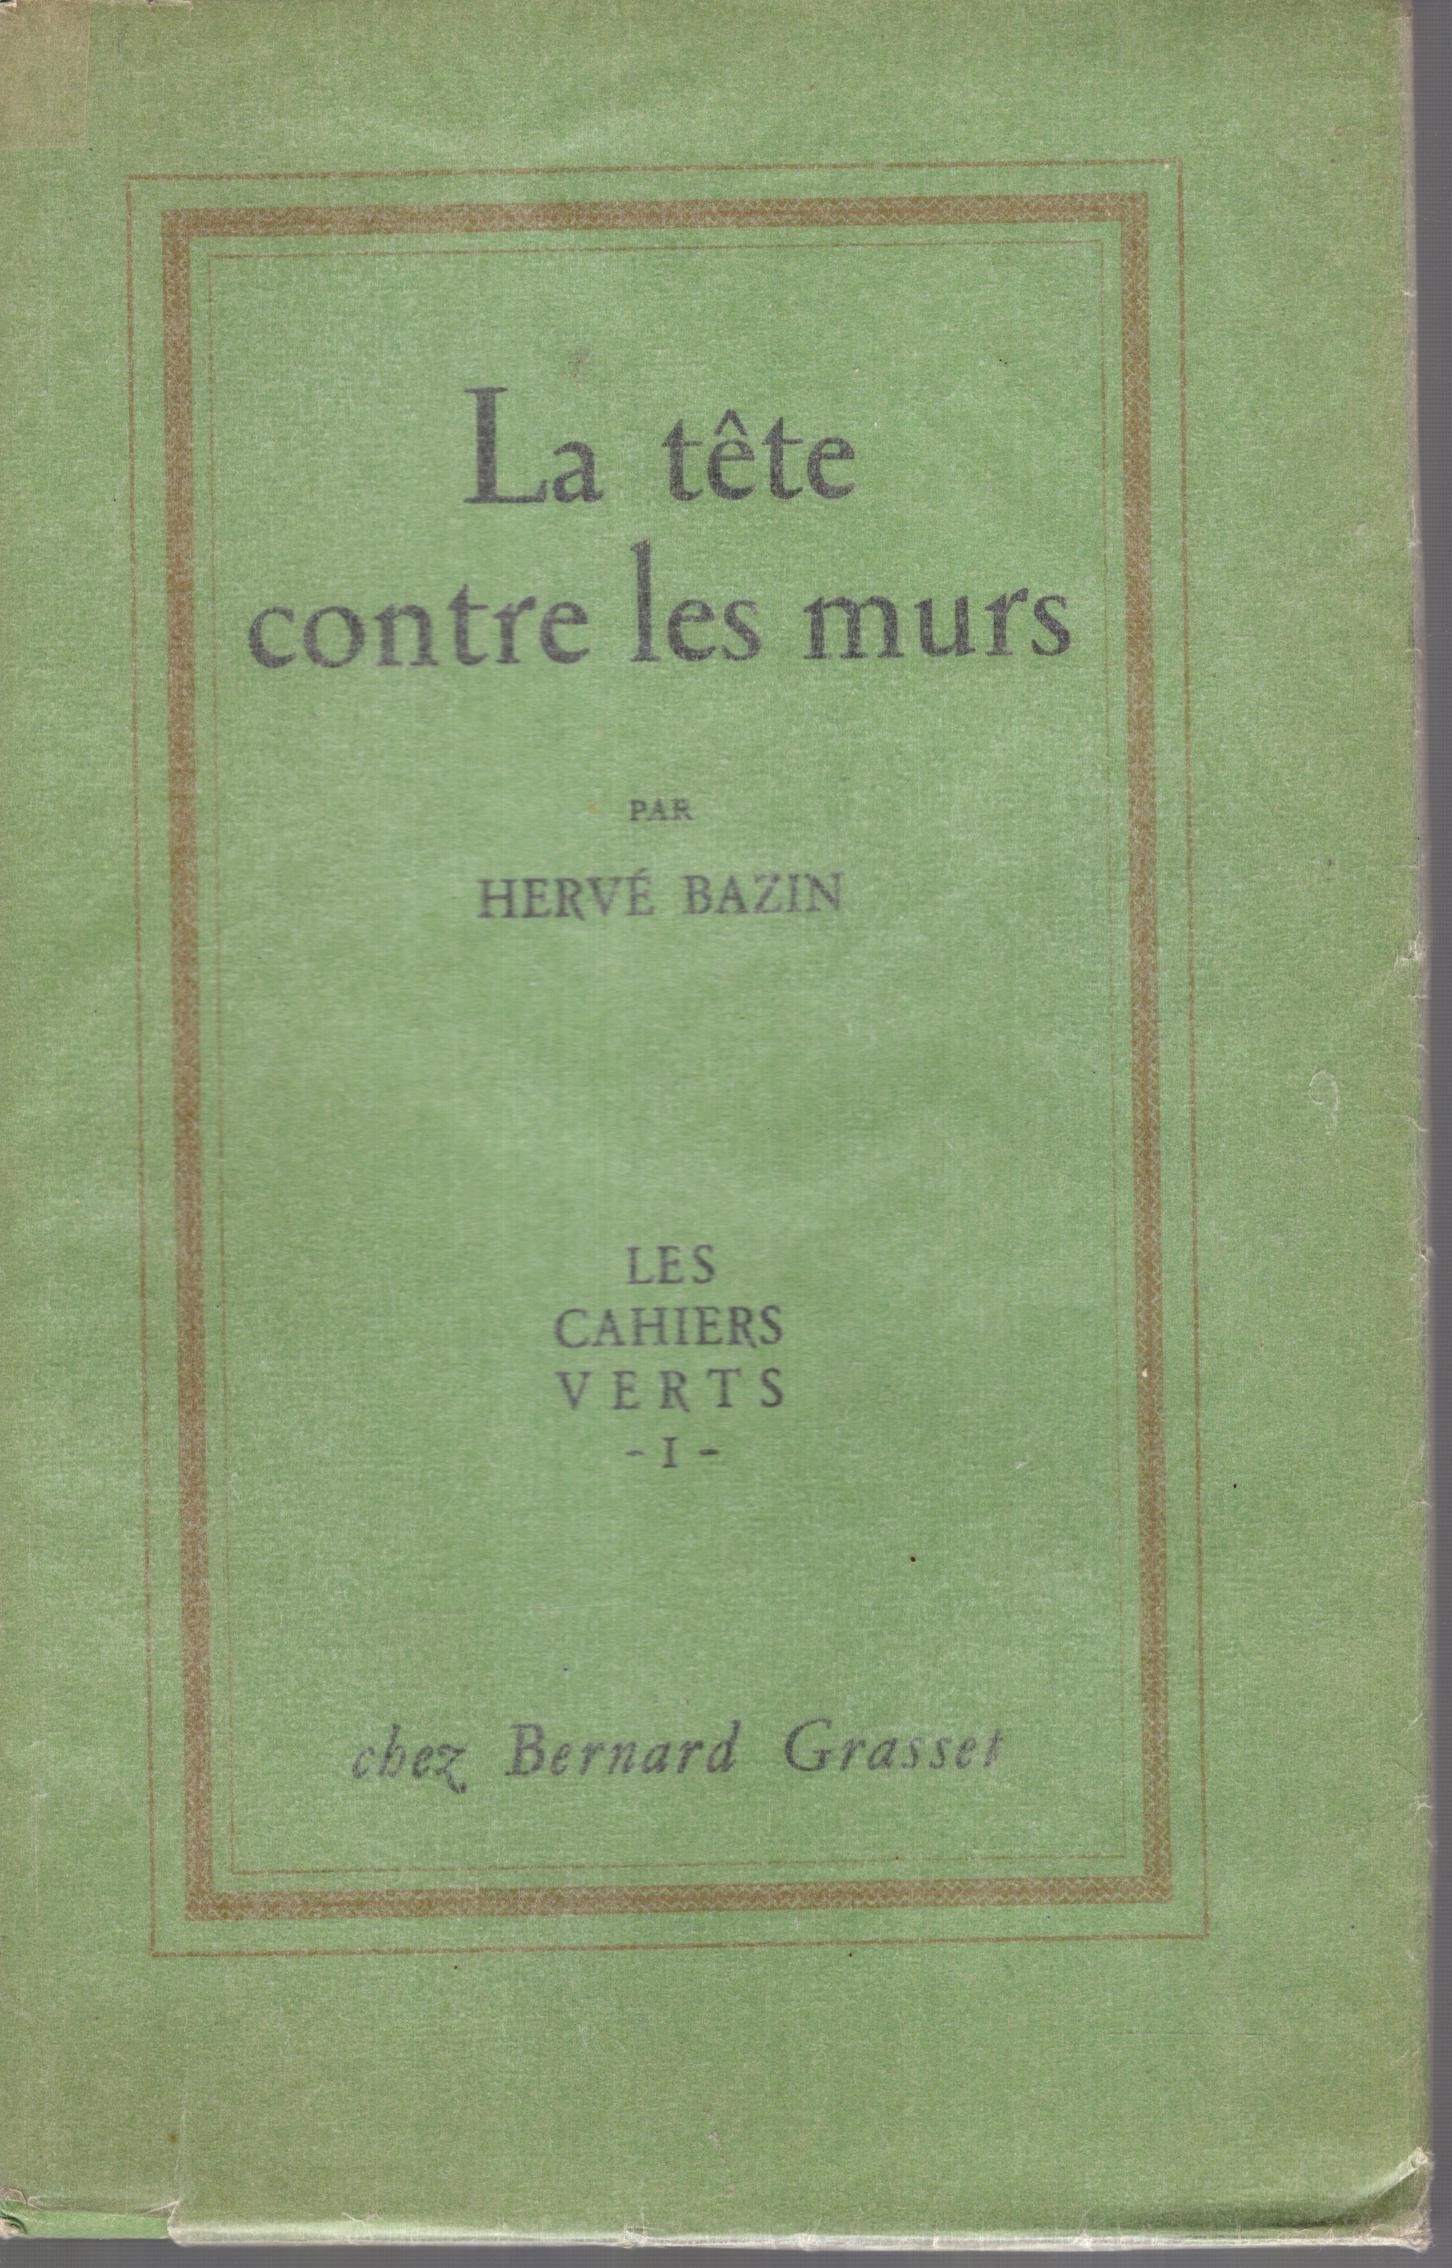 La tête
contre les murs
PAR
HERVÉ BAZIN
LES
CAHIERS
VERTS
- I -
chez Bernard Grasset